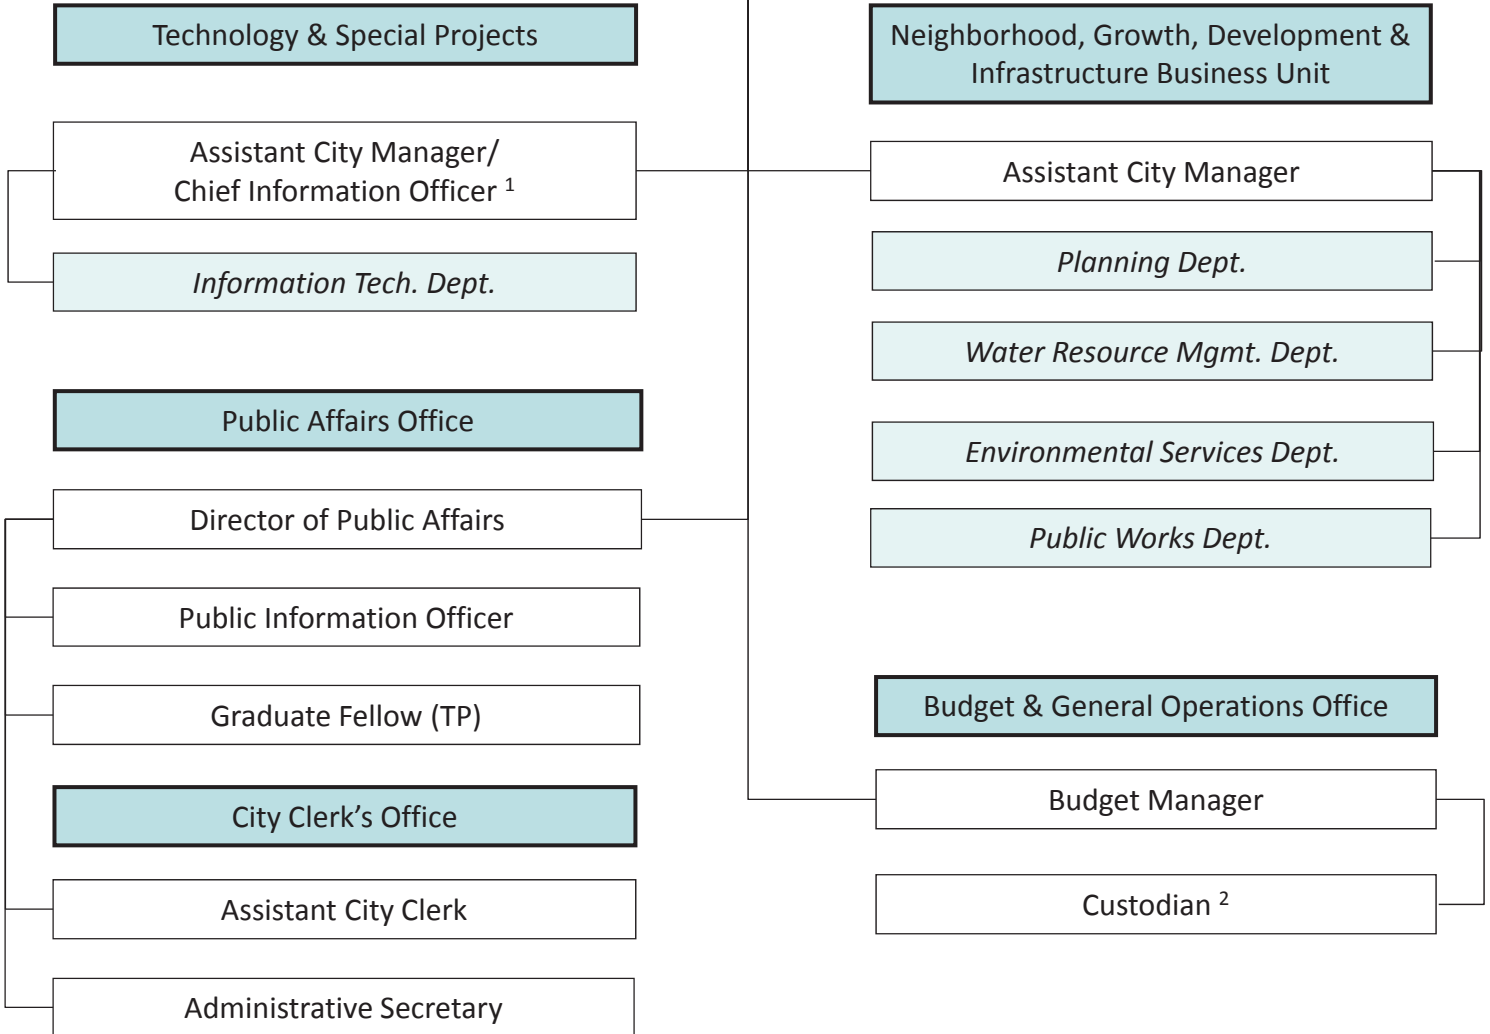 Technology & Special Projects
Assistant City Manager/
Chief Information Officer 1
Information Tech. Dept.
Public Affairs Office
Director of Public Affairs
Public Information Officer
Graduate Fellow (TP)
City Clerk’s Office
Assistant City Clerk
Administrative Secretary
Neighborhood, Growth, Development &
Infrastructure Business Unit
Assistant City Manager
Planning Dept.
Water Resource Mgmt. Dept.
Environmental Services Dept.
Public Works Dept.
Budget & General Operations Office
Budget Manager
Custodian 2